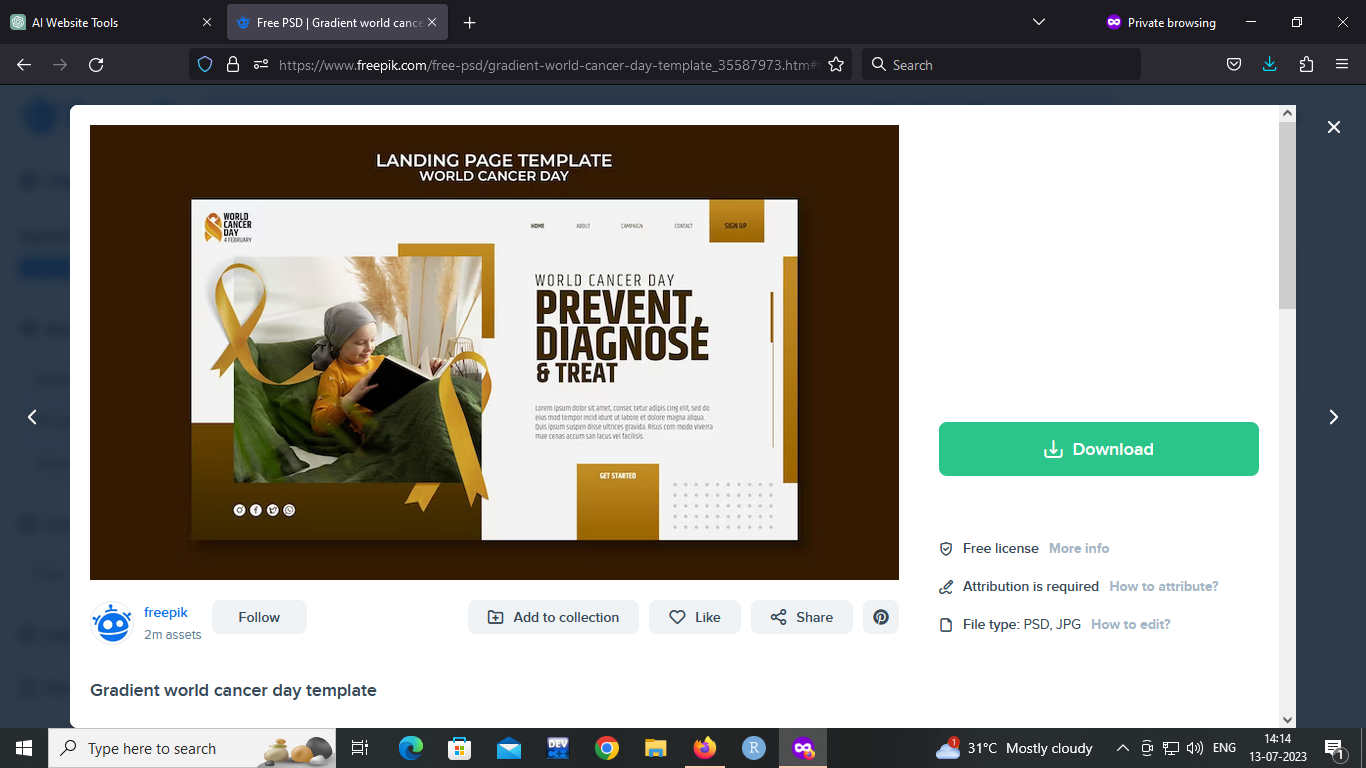 AI Website Tools
Free PSD | Gradient world cance
Private browsing
https://www.freepik.com/free-psd/gradient-world-cancer-day-template_35587973.htm#
Search
LANDING PAGE TEMPLATE
WORLD CANCER DAY
WORLD
CANCER
DAY
4 FEBRUARY
HOME ABOUT CAMPAIGN CONTACT SIGN UP
WORLD CANCER DAY
PREVENT,
DIAGNOSE
& TREAT
Lorem ipsum dolor sit amet, consec tetur adipis cing elit, sed do
eius mod tempor incid idunt ut labore et dolore magna aliqua.
Quis ipsum suspen disse ultrices gravida. Risus com modo viverra
mae cenas accum san lacus vel facilisis.
GET STARTED
Download
Free license More info
Attribution is required How to attribute?
File type: PSD, JPG How to edit?
freepik
2m assets
Follow
Add to collection
Like
Share
Gradient world cancer day template
Type here to search
DEV
R
1
31°C Mostly cloudy
ENG
14:14
13-07-2023
1